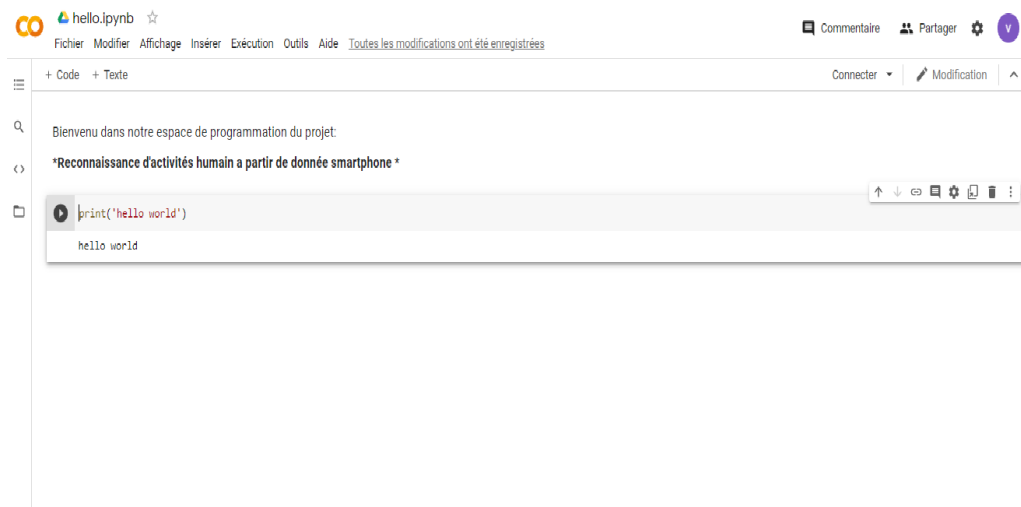 hello.ipynb
Commentaire Partager V
Fichier Modifier Affichage Insérer Exécution Outils Aide Toutes les modifications ont été enregistrées
+ Code + Texte Connecter Modification
Bienvenu dans notre espace de programmation du projet:
*Reconnaissance d'activités humain a partir de donnée smartphone *
print('hello world')
hello world